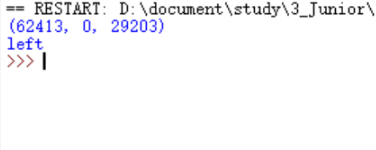 == RESTART: D:\document\study\3_Junior\
(62413, 0, 29203)
left
>>>